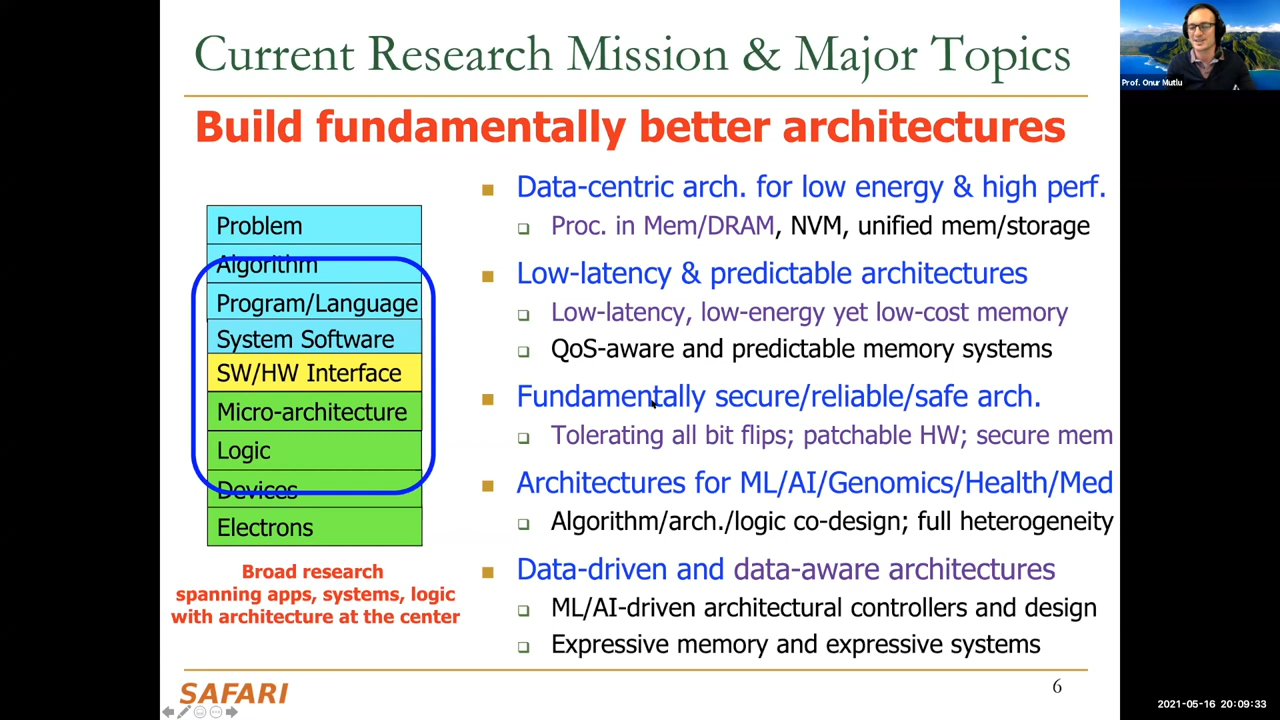 Current Research Mission & Major Topics
Build fundamentally better architectures
Problem
Algorithm
Program/Language
System Software
SW/HW Interface
Micro-architecture
Logic
Devices
Electrons
Broad research
spanning apps, systems, logic
with architecture at the center
Data-centric arch. for low energy & high perf.
Proc. in Mem/DRAM, NVM, unified mem/storage
Low-latency & predictable architectures
Low-latency, low-energy yet low-cost memory
QoS-aware and predictable memory systems
Fundamentally secure/reliable/safe arch.
Tolerating all bit flips; patchable HW; secure mem
Architectures for ML/AI/Genomics/Health/Med
Algorithm/arch./logic co-design; full heterogeneity
Data-driven and data-aware architectures
ML/AI-driven architectural controllers and design
Expressive memory and expressive systems
SAFARI
6
Prof. Onur Mutlu
2021-05-16 20:09:33